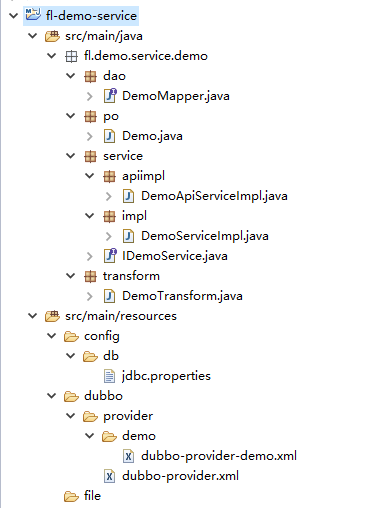 fl-demo-service
src/main/java
fl.demo.service.demo
dao
DemoMapper.java
po
Demo.java
service
apiimpl
DemoApiServiceImpl.java
impl
DemoServiceImpl.java
IDemoService.java
transform
DemoTransform.java
src/main/resources
config
db
jdbc.properties
dubbo
provider
demo
dubbo-provider-demo.xml
dubbo-provider.xml
file